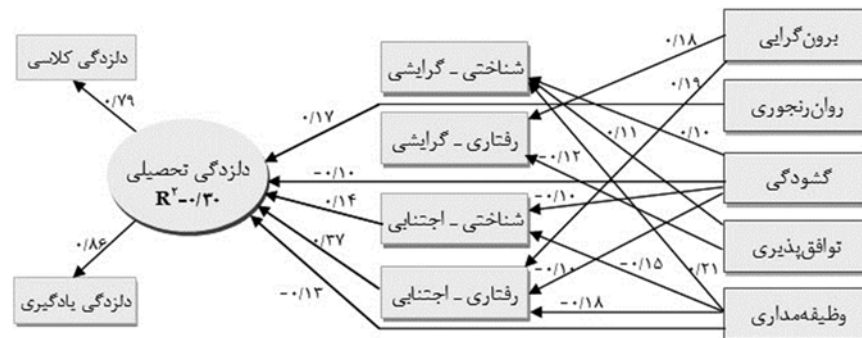 برون‌گرایی
روان‌رنجوری
گشودگی
توافق‌پذیری
وظیفه‌مداری
شناختی - گرایشی
رفتاری - گرایشی
شناختی - اجتنابی
رفتاری - اجتنابی
۰/۱۸
۰/۱۹
۰/۱۱
۰/۱۰
-۰/۱۲
-۰/۱۰
-۰/۱۰
-۰/۱۵
۰/۲۱
-۰/۱۸
۰/۱۷
-۰/۱۰
۰/۱۴
۰/۳۷
-۰/۱۳
دلزدگی تحصیلی
R²-۰/۳۰
۰/۷۹
۰/۸۶
دلزدگی کلاسی
دلزدگی یادگیری